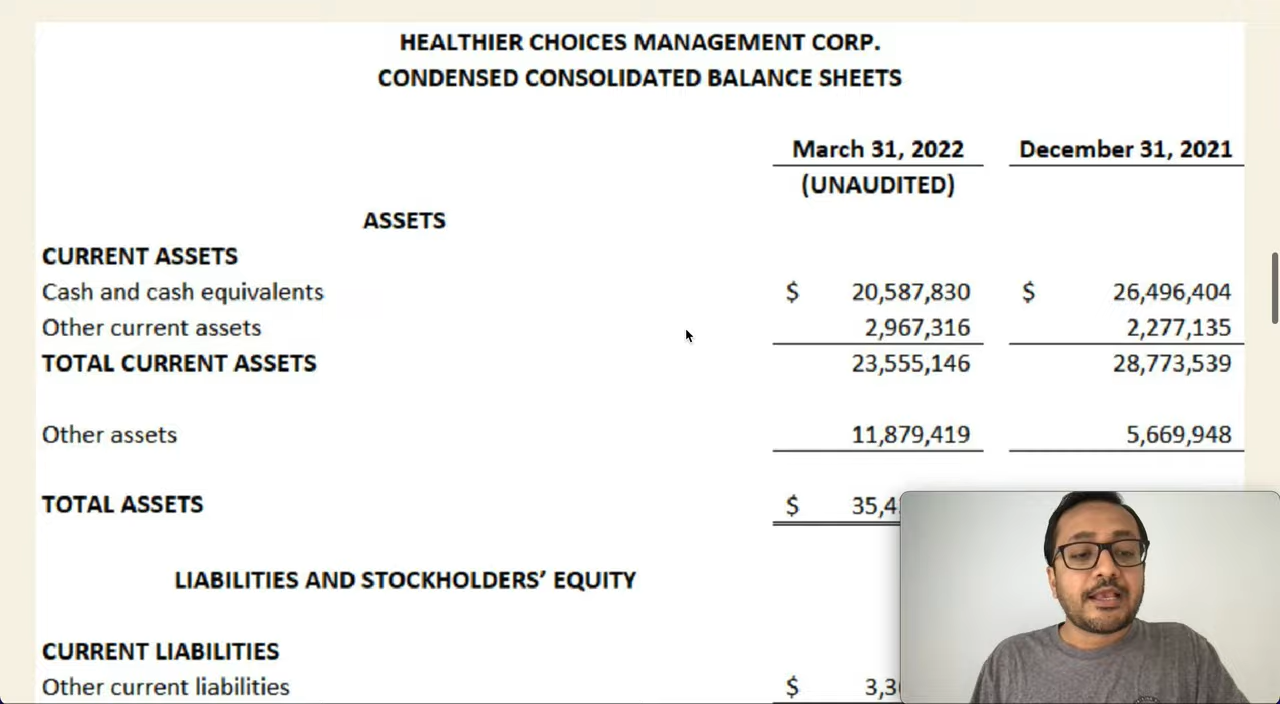 HEALTHIER CHOICES MANAGEMENT CORP.
CONDENSED CONSOLIDATED BALANCE SHEETS
March 31, 2022 December 31, 2021
(UNAUDITED)
ASSETS
CURRENT ASSETS
Cash and cash equivalents $ 20,587,830 $ 26,496,404
Other current assets 2,967,316 2,277,135
TOTAL CURRENT ASSETS 23,555,146 28,773,539
Other assets 11,879,419 5,669,948
TOTAL ASSETS $
LIABILITIES AND STOCKHOLDERS’ EQUITY
CURRENT LIABILITIES
Other current liabilities $